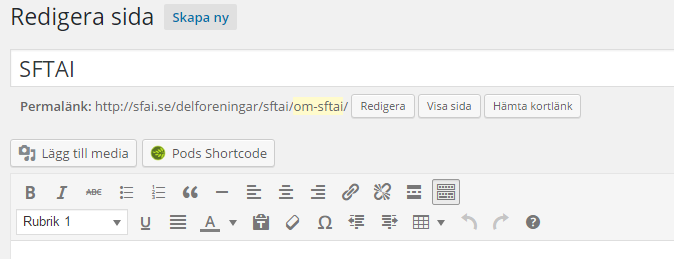 Redigera sida Skapa ny
SFTAI
Permalänk: http://sfai.se/delforeningar/sftai/om-sftai/ Redigera Visa sida Hämta kortlänk
Lägg till media Pods Shortcode
B I ABC
Rubrik 1 U A T Ω ?